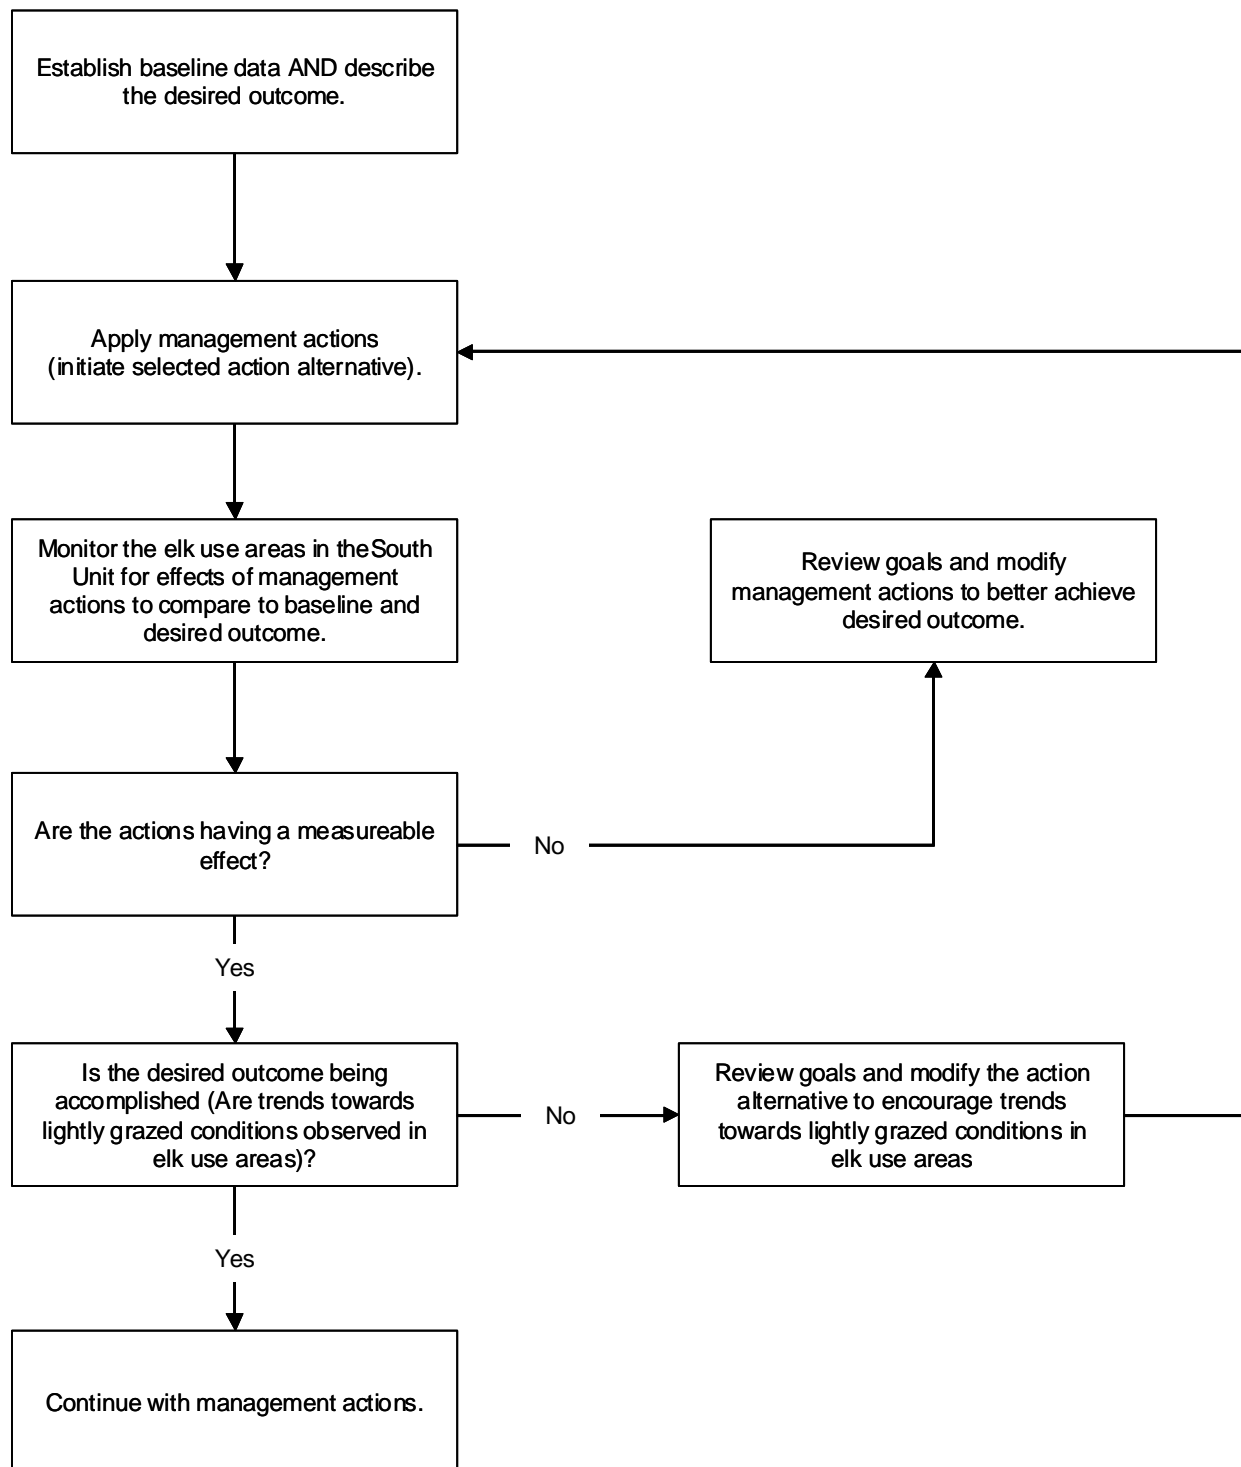 Establish baseline data AND describe
the desired outcome.
Apply management actions
(initiate selected action alternative).
Monitor the elk use areas in the South
Unit for effects of management
actions to compare to baseline and
desired outcome.
Review goals and modify
management actions to better achieve
desired outcome.
Are the actions having a measureable
effect?
No
Yes
Is the desired outcome being
accomplished (Are trends towards
lightly grazed conditions observed in
elk use areas)?
No
Review goals and modify the action
alternative to encourage trends
towards lightly grazed conditions in
elk use areas
Yes
Continue with management actions.